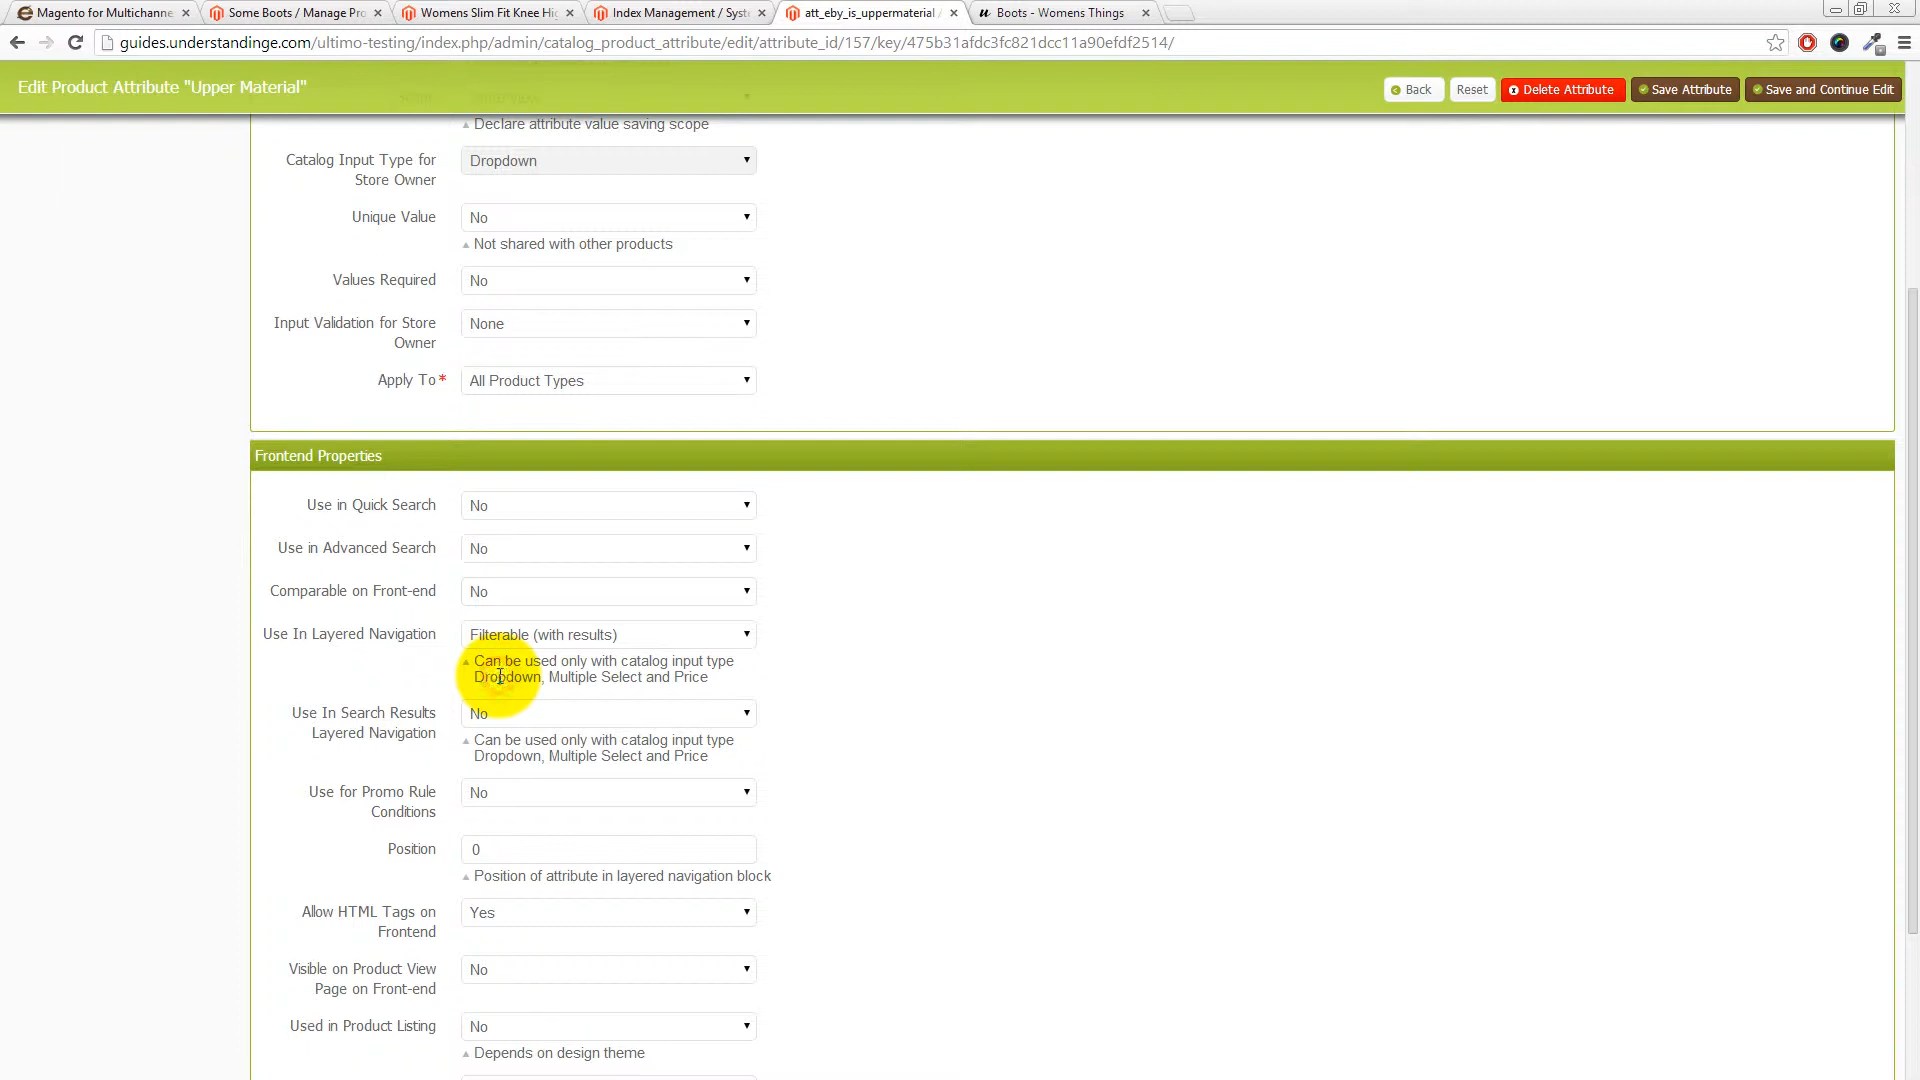 Magento for Multichanne
Some Boots / Manage Pro
Womens Slim Fit Knee Hig
Index Management / Syste
att_eby_is_uppermaterial /
Boots - Womens Things
guides.understandinge.com/ultimo-testing/index.php/admin/catalog_product_attribute/edit/attribute_id/157/key/475b31afdc3fc821dcc11a90efdf2514/
Edit Product Attribute "Upper Material"
Back
Reset
Delete Attribute
Save Attribute
Save and Continue Edit
Declare attribute value saving scope
Catalog Input Type for
Store Owner
Dropdown
Unique Value
No
Not shared with other products
Values Required
No
Input Validation for Store
Owner
None
Apply To *
All Product Types
Frontend Properties
Use in Quick Search
No
Use in Advanced Search
No
Comparable on Front-end
No
Use In Layered Navigation
Filterable (with results)
Can be used only with catalog input type
Dropdown, Multiple Select and Price
Use In Search Results
Layered Navigation
No
Can be used only with catalog input type
Dropdown, Multiple Select and Price
Use for Promo Rule
Conditions
No
Position
0
Position of attribute in layered navigation block
Allow HTML Tags on
Frontend
Yes
Visible on Product View
Page on Front-end
No
Used in Product Listing
No
Depends on design theme